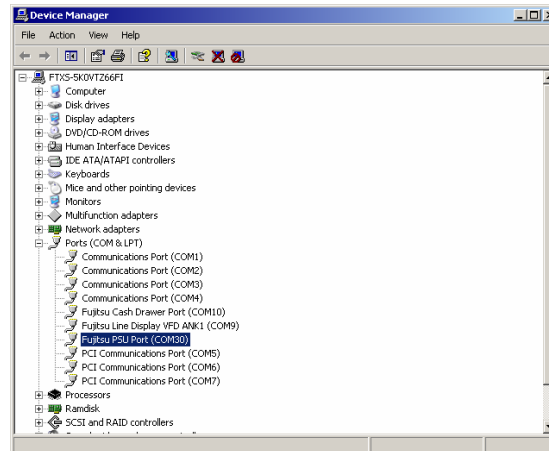 Device Manager
File Action View Help
FTXS-5K0VTZ66FI
Computer
Disk drives
Display adapters
DVD/CD-ROM drives
Human Interface Devices
IDE ATA/ATAPI controllers
Keyboards
Mice and other pointing devices
Monitors
Multifunction adapters
Network adapters
Ports (COM & LPT)
Communications Port (COM1)
Communications Port (COM2)
Communications Port (COM3)
Communications Port (COM4)
Fujitsu Cash Drawer Port (COM10)
Fujitsu Line Display VFD ANK1 (COM9)
Fujitsu PSU Port (COM30)
PCI Communications Port (COM5)
PCI Communications Port (COM6)
PCI Communications Port (COM7)
Processors
Ramdisk
SCSI and RAID controllers